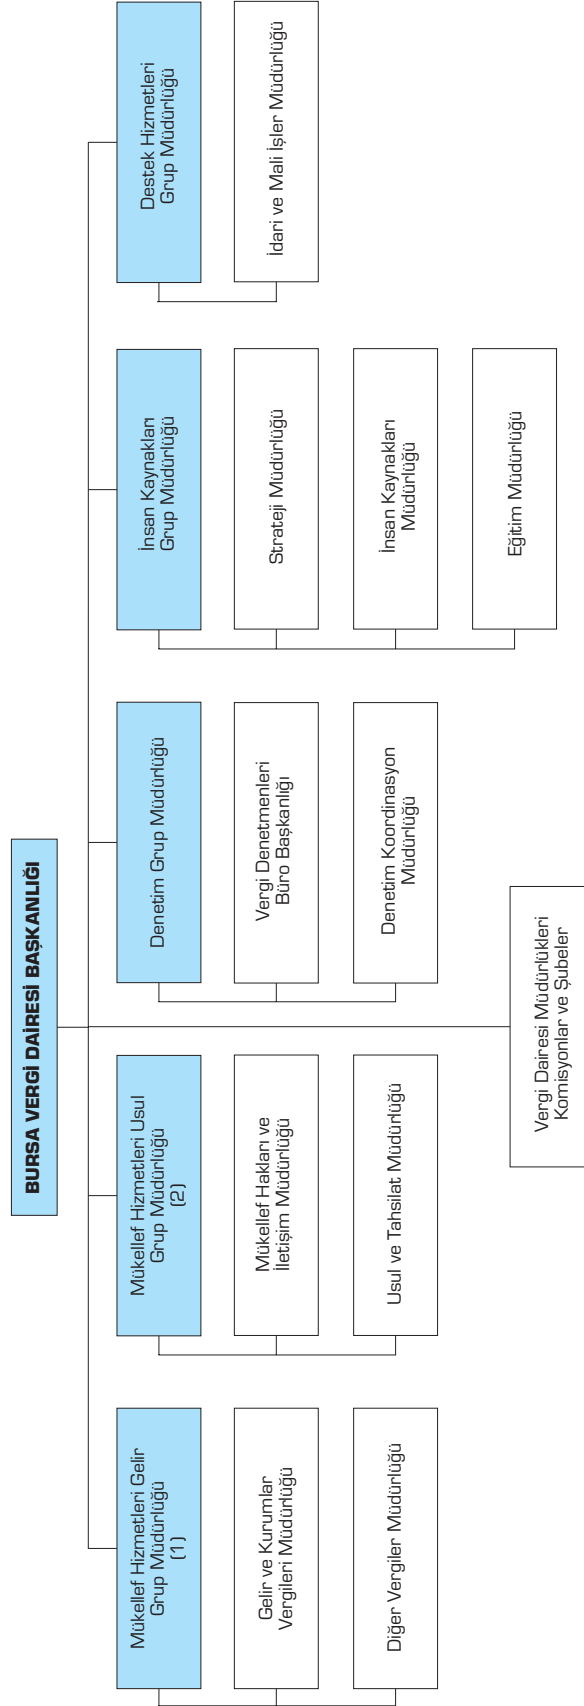 BURSA VERGİ DAİRESİ BAŞKANLIĞI
Mükellef Hizmetleri Gelir
Grup Müdürlüğü
(1)
Gelir ve Kurumlar
Vergileri Müdürlüğü
Diğer Vergiler Müdürlüğü
Mükellef Hizmetleri Usul
Grup Müdürlüğü
(2)
Mükellef Hakları ve
İletişim Müdürlüğü
Usul ve Tahsilat Müdürlüğü
Denetim Grup Müdürlüğü
Vergi Denetmenleri
Büro Başkanlığı
Denetim Koordinasyon
Müdürlüğü
İnsan Kaynakları
Grup Müdürlüğü
Strateji Müdürlüğü
İnsan Kaynakları
Müdürlüğü
Eğitim Müdürlüğü
Destek Hizmetleri
Grup Müdürlüğü
İdari ve Mali İşler Müdürlüğü
Vergi Dairesi Müdürlükleri
Komisyonlar ve Şubeler